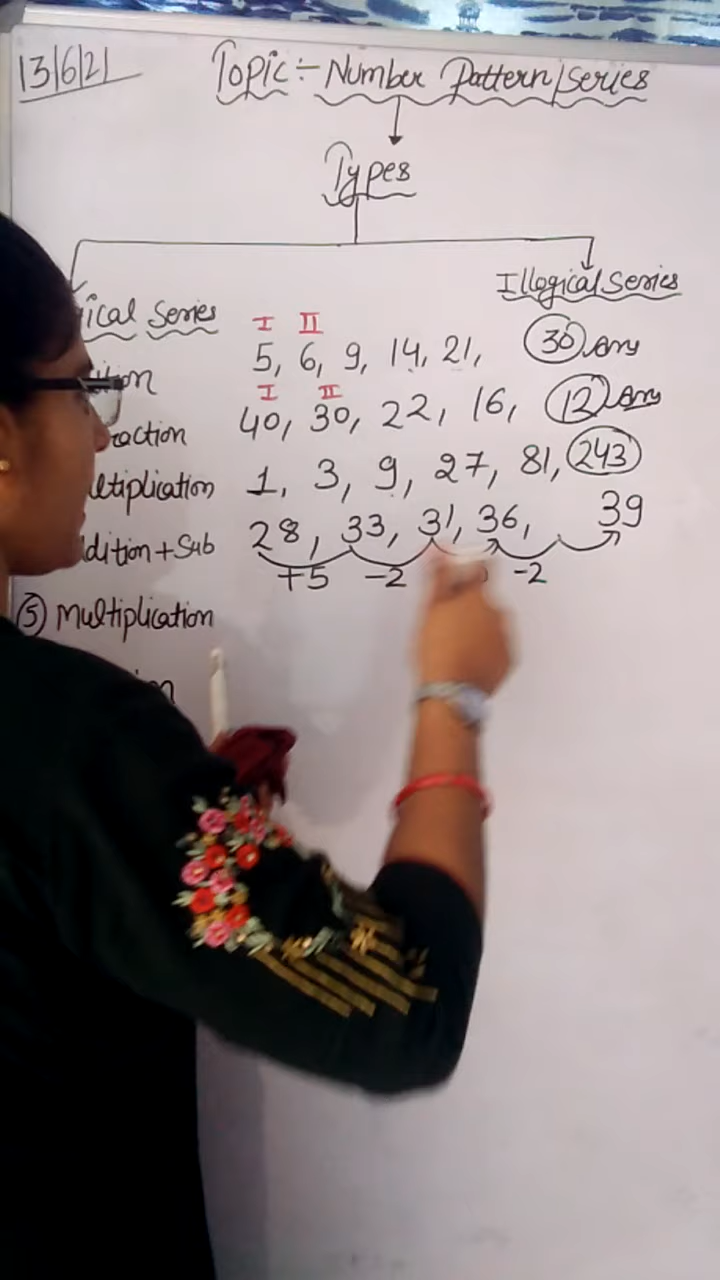 13/6/21
Topic:- Number Pattern/Series
Types
Illogical Series
ical Series
I II
5, 6, 9, 14, 21, 30 Ans
I II
40, 30, 22, 16, 12 Ans
raction
ltiplication 1, 3, 9, 27, 81, 243
dition + Sub 28, 33, 31, 36, 39
+5 -2 -2
⑤ Multiplication